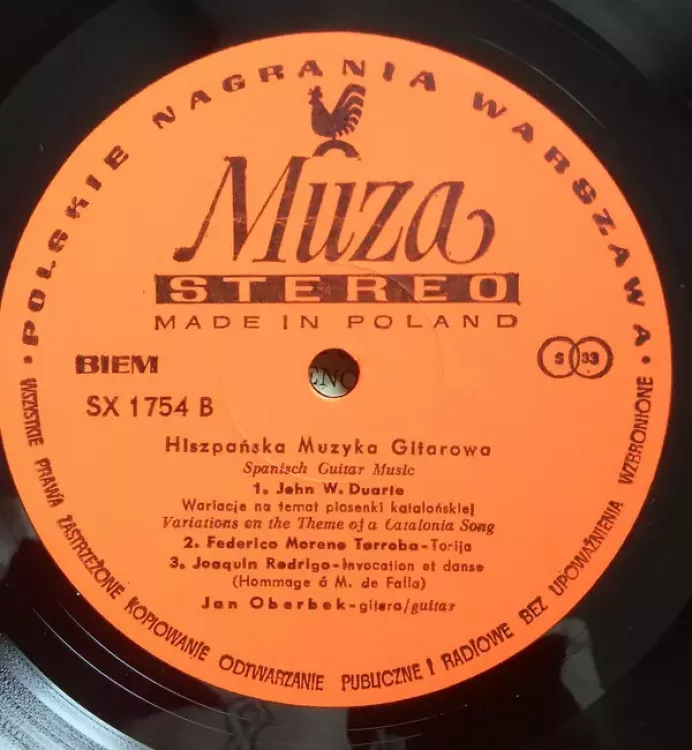 • POLSKIE NAGRANIA WARSZAWA •
Muza
STEREO
MADE IN POLAND
BIEM
S 33
ENO
SX 1754 B
Hiszpańska Muzyka Gitarowa
Spanisch Guitar Music
1. John W. Duarte
Wariacje na temat piosenki katalońskiej
Variations on the Theme of a Catalonia Song
2. Federico Moreno Torroba-Torija
3. Joaquin Rodrigo-Invocation et danse
(Hommage á M. de Falla)
Jan Oberbek-gitara/guitar
WSZYSTKIE PRAWA ZASTRZEŻONE KOPIOWANIE ODTWARZANIE PUBLICZNE I RADIOWE BEZ UPOWAŻNIENIA WZBRONIONE